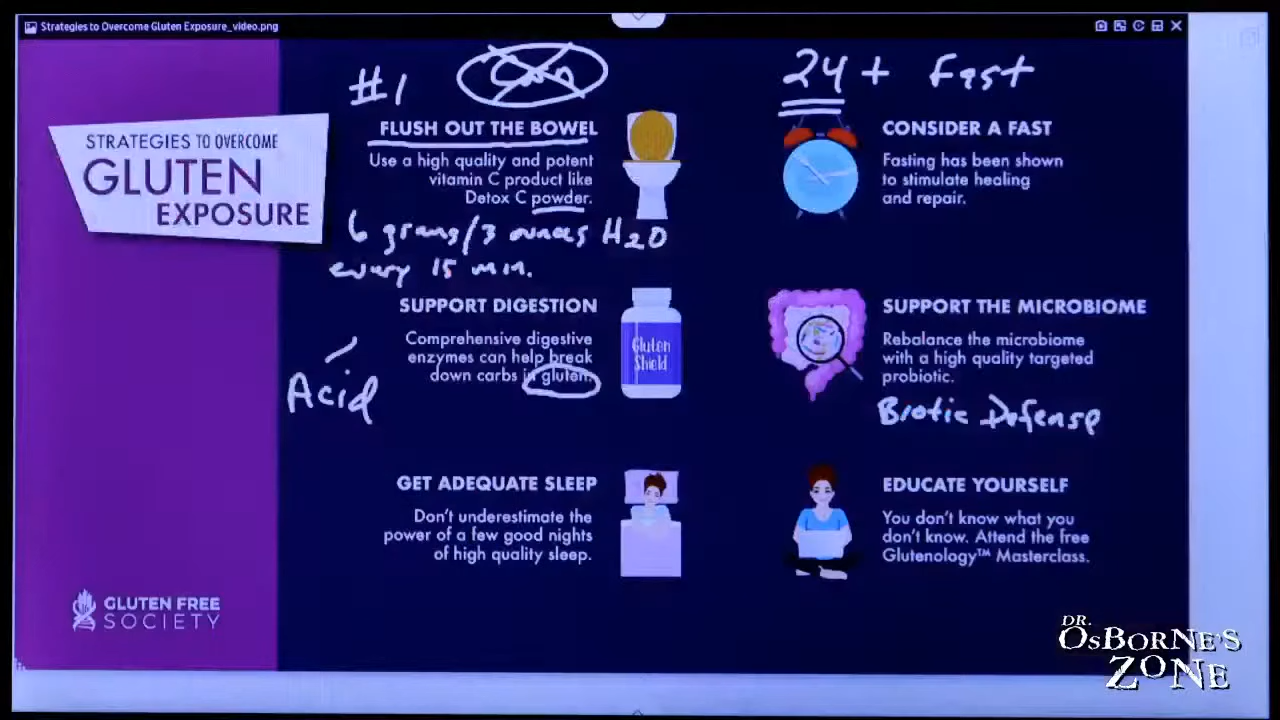 Strategies to Overcome Gluten Exposure_video.png
STRATEGIES TO OVERCOME
GLUTEN
EXPOSURE
#1
FLUSH OUT THE BOWEL
Use a high quality and potent
vitamin C product like
Detox C powder.
6 grams/3 ounces H2O
every 15 min.
24+ Fast
CONSIDER A FAST
Fasting has been shown
to stimulate healing
and repair.
SUPPORT DIGESTION
Comprehensive digestive
enzymes can help break
down carbs in gluten.
Acid
Gluten
Shield
SUPPORT THE MICROBIOME
Rebalance the microbiome
with a high quality targeted
probiotic.
Biotic Defense
GET ADEQUATE SLEEP
Don't underestimate the
power of a few good nights
of high quality sleep.
EDUCATE YOURSELF
You don't know what you
don't know. Attend the free
Glutenology™ Masterclass.
GLUTEN FREE
SOCIETY
DR.
OSBORNE'S
ZONE